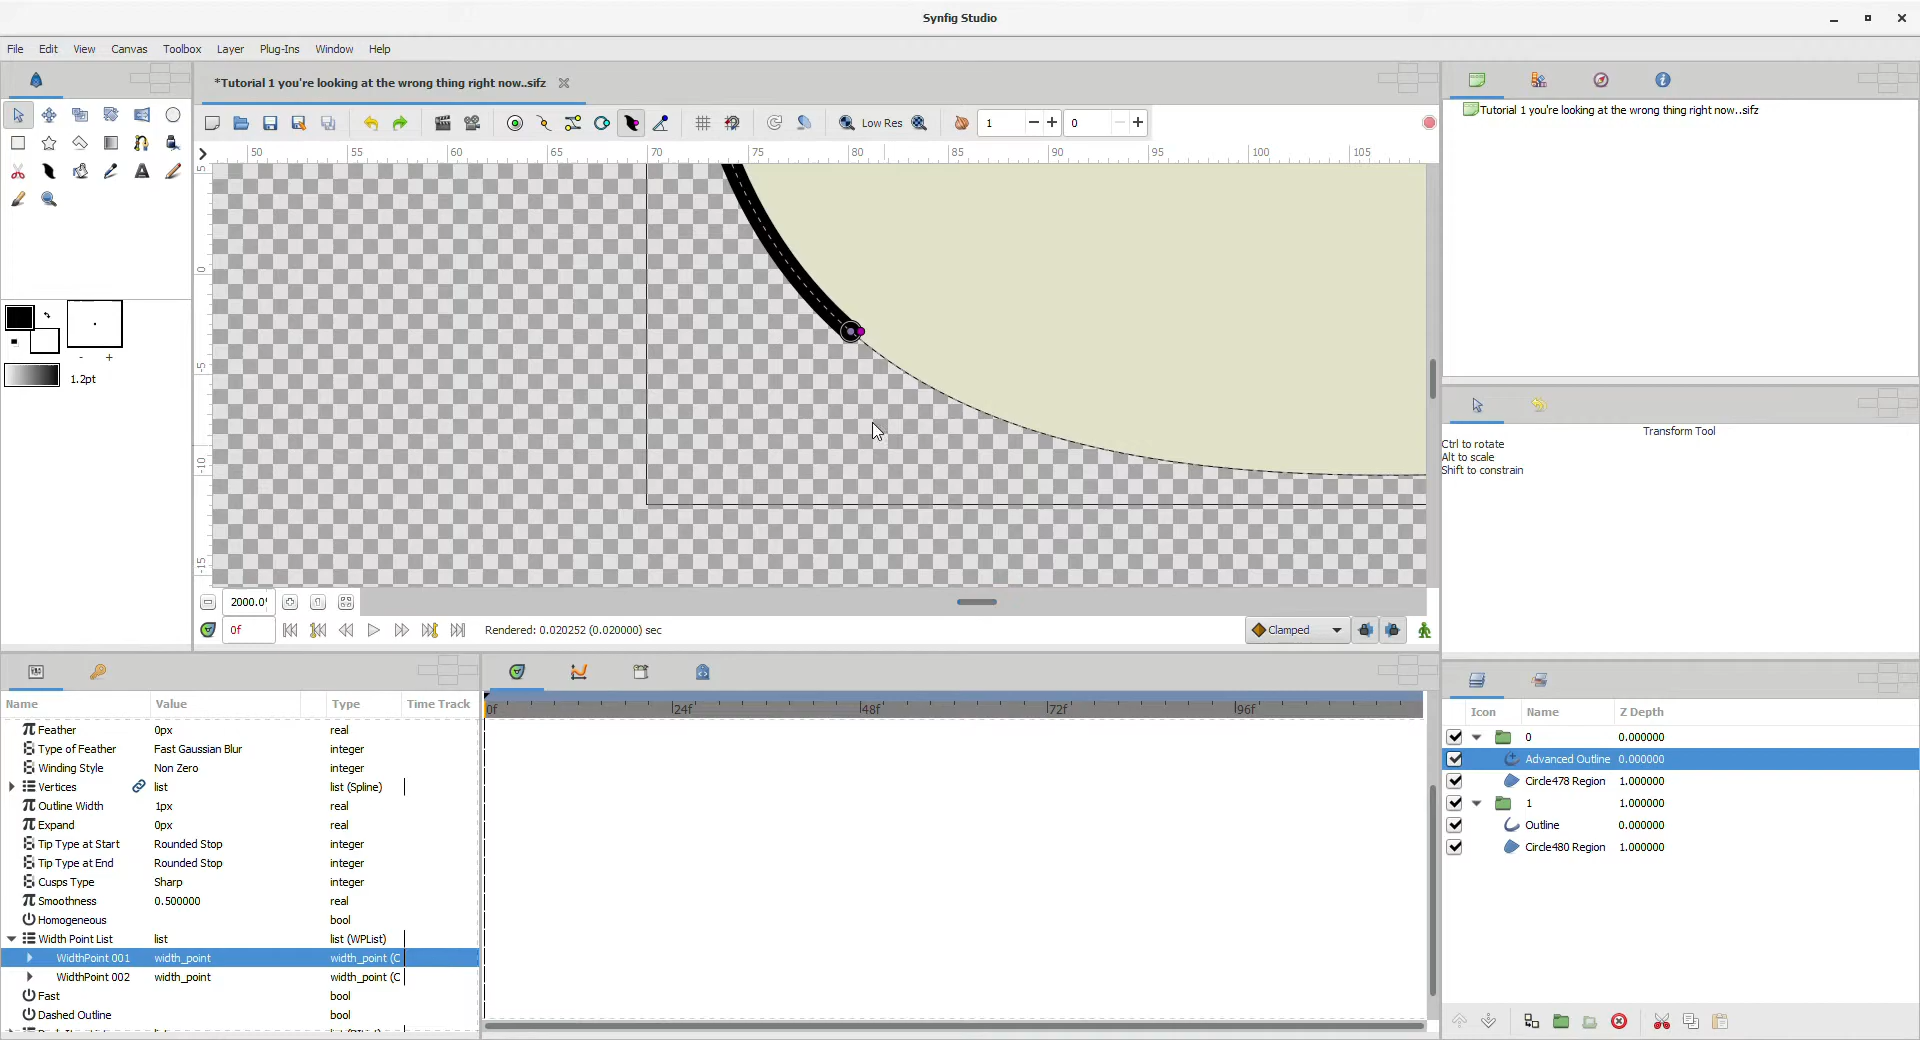 Synfig Studio
File Edit View Canvas Toolbox Layer Plug-Ins Window Help
*Tutorial 1 you're looking at the wrong thing right now..sifz
Low Res 1 0
50 55 60 65 70 75 80 85 90 95 100 105
5
0
-5
-10
-15
- +
1.2pt
2000.0
0f
Rendered: 0.020252 (0.020000) sec
Clamped
Tutorial 1 you're looking at the wrong thing right now..sifz
Transform Tool
Ctrl to rotate
Alt to scale
Shift to constrain
Name Value Type Time Track
Feather 0px real
Type of Feather Fast Gaussian Blur integer
Winding Style Non Zero integer
Vertices list list (Spline)
Outline Width 1px real
Expand 0px real
Tip Type at Start Rounded Stop integer
Tip Type at End Rounded Stop integer
Cusps Type Sharp integer
Smoothness 0.500000 real
Homogeneous bool
Width Point List list list (WPList)
WidthPoint 001 width_point width_point (C
WidthPoint 002 width_point width_point (C
Fast bool
Dashed Outline bool
0f 24f 48f 72f 96f
Icon Name Z Depth
0 0.000000
Advanced Outline 0.000000
Circle478 Region 1.000000
1 1.000000
Outline 0.000000
Circle480 Region 1.000000